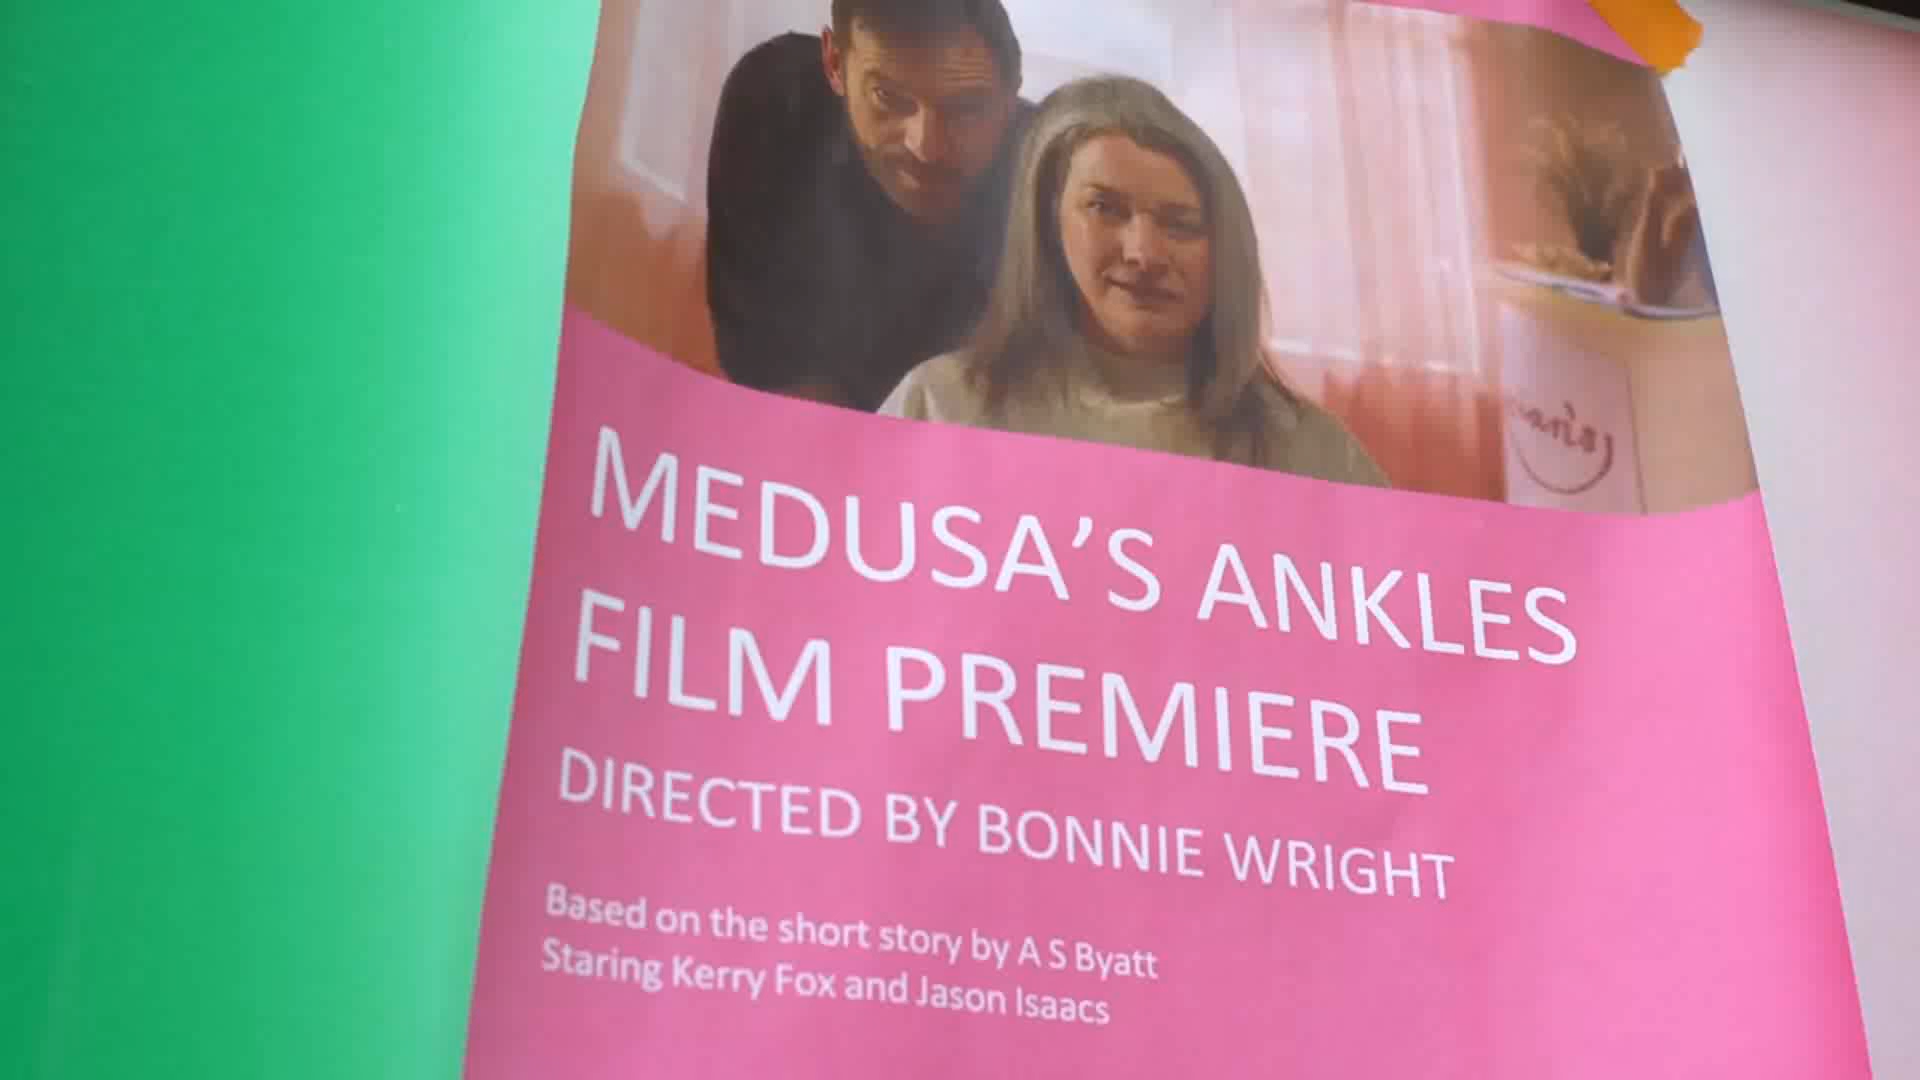 MEDUSA'S ANKLES
FILM PREMIERE
DIRECTED BY BONNIE WRIGHT
Based on the short story by A S Byatt
Staring Kerry Fox and Jason Isaacs